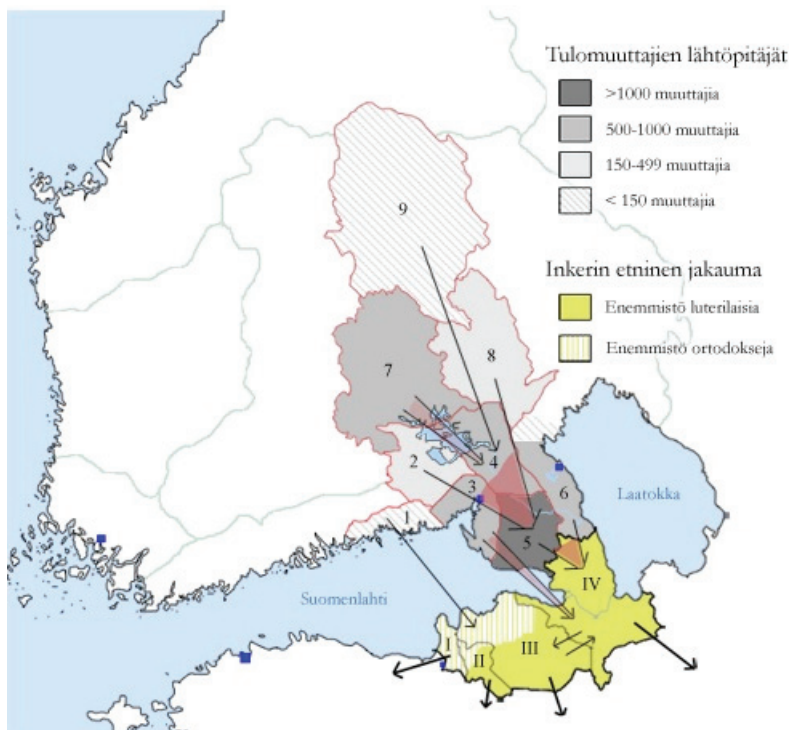 Tulomuuttajien lähtöpitäjät
>1000 muuttajia
500-1000 muuttajia
150-499 muuttajia
< 150 muuttajia
Inkerin etninen jakauma
Enemmistö luterilaisia
Enemmistö ortodokseja
9
8
7
4
2
3
6
Laatokka
1
5
IV
Suomenlahti
I
II
III